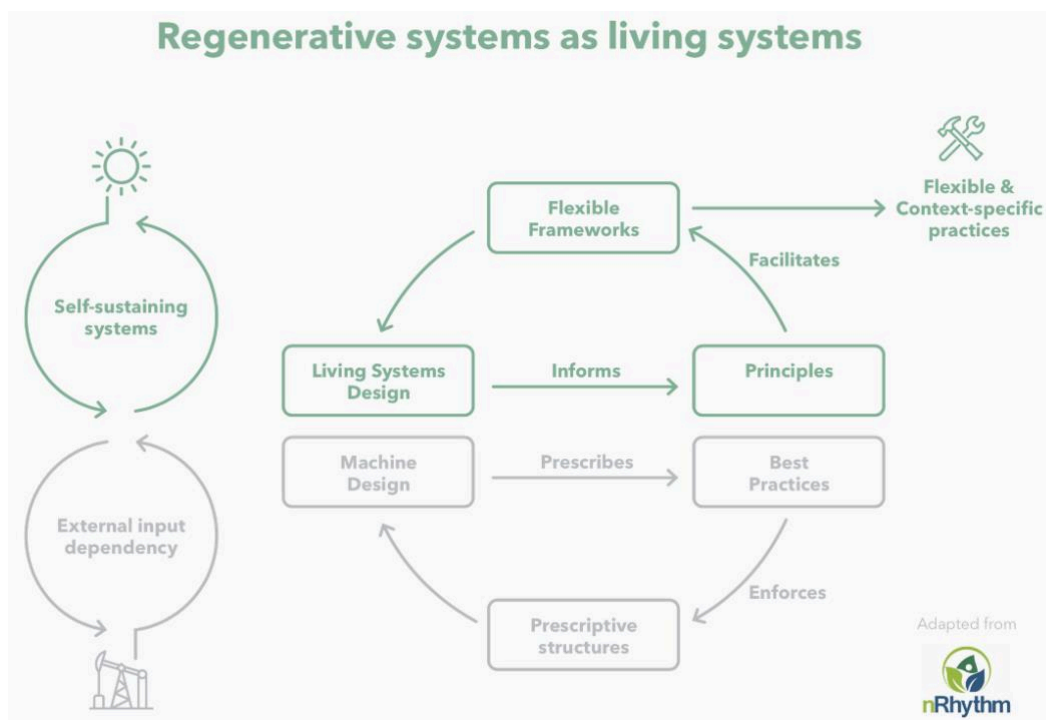 Regenerative systems as living systems
Flexible &
Context-specific
practices
Flexible
Frameworks
Facilitates
Self-sustaining
systems
Living Systems
Design
Informs
Principles
Machine
Design
Prescribes
Best
Practices
External input
dependency
Enforces
Prescriptive
structures
Adapted from
nRhythm